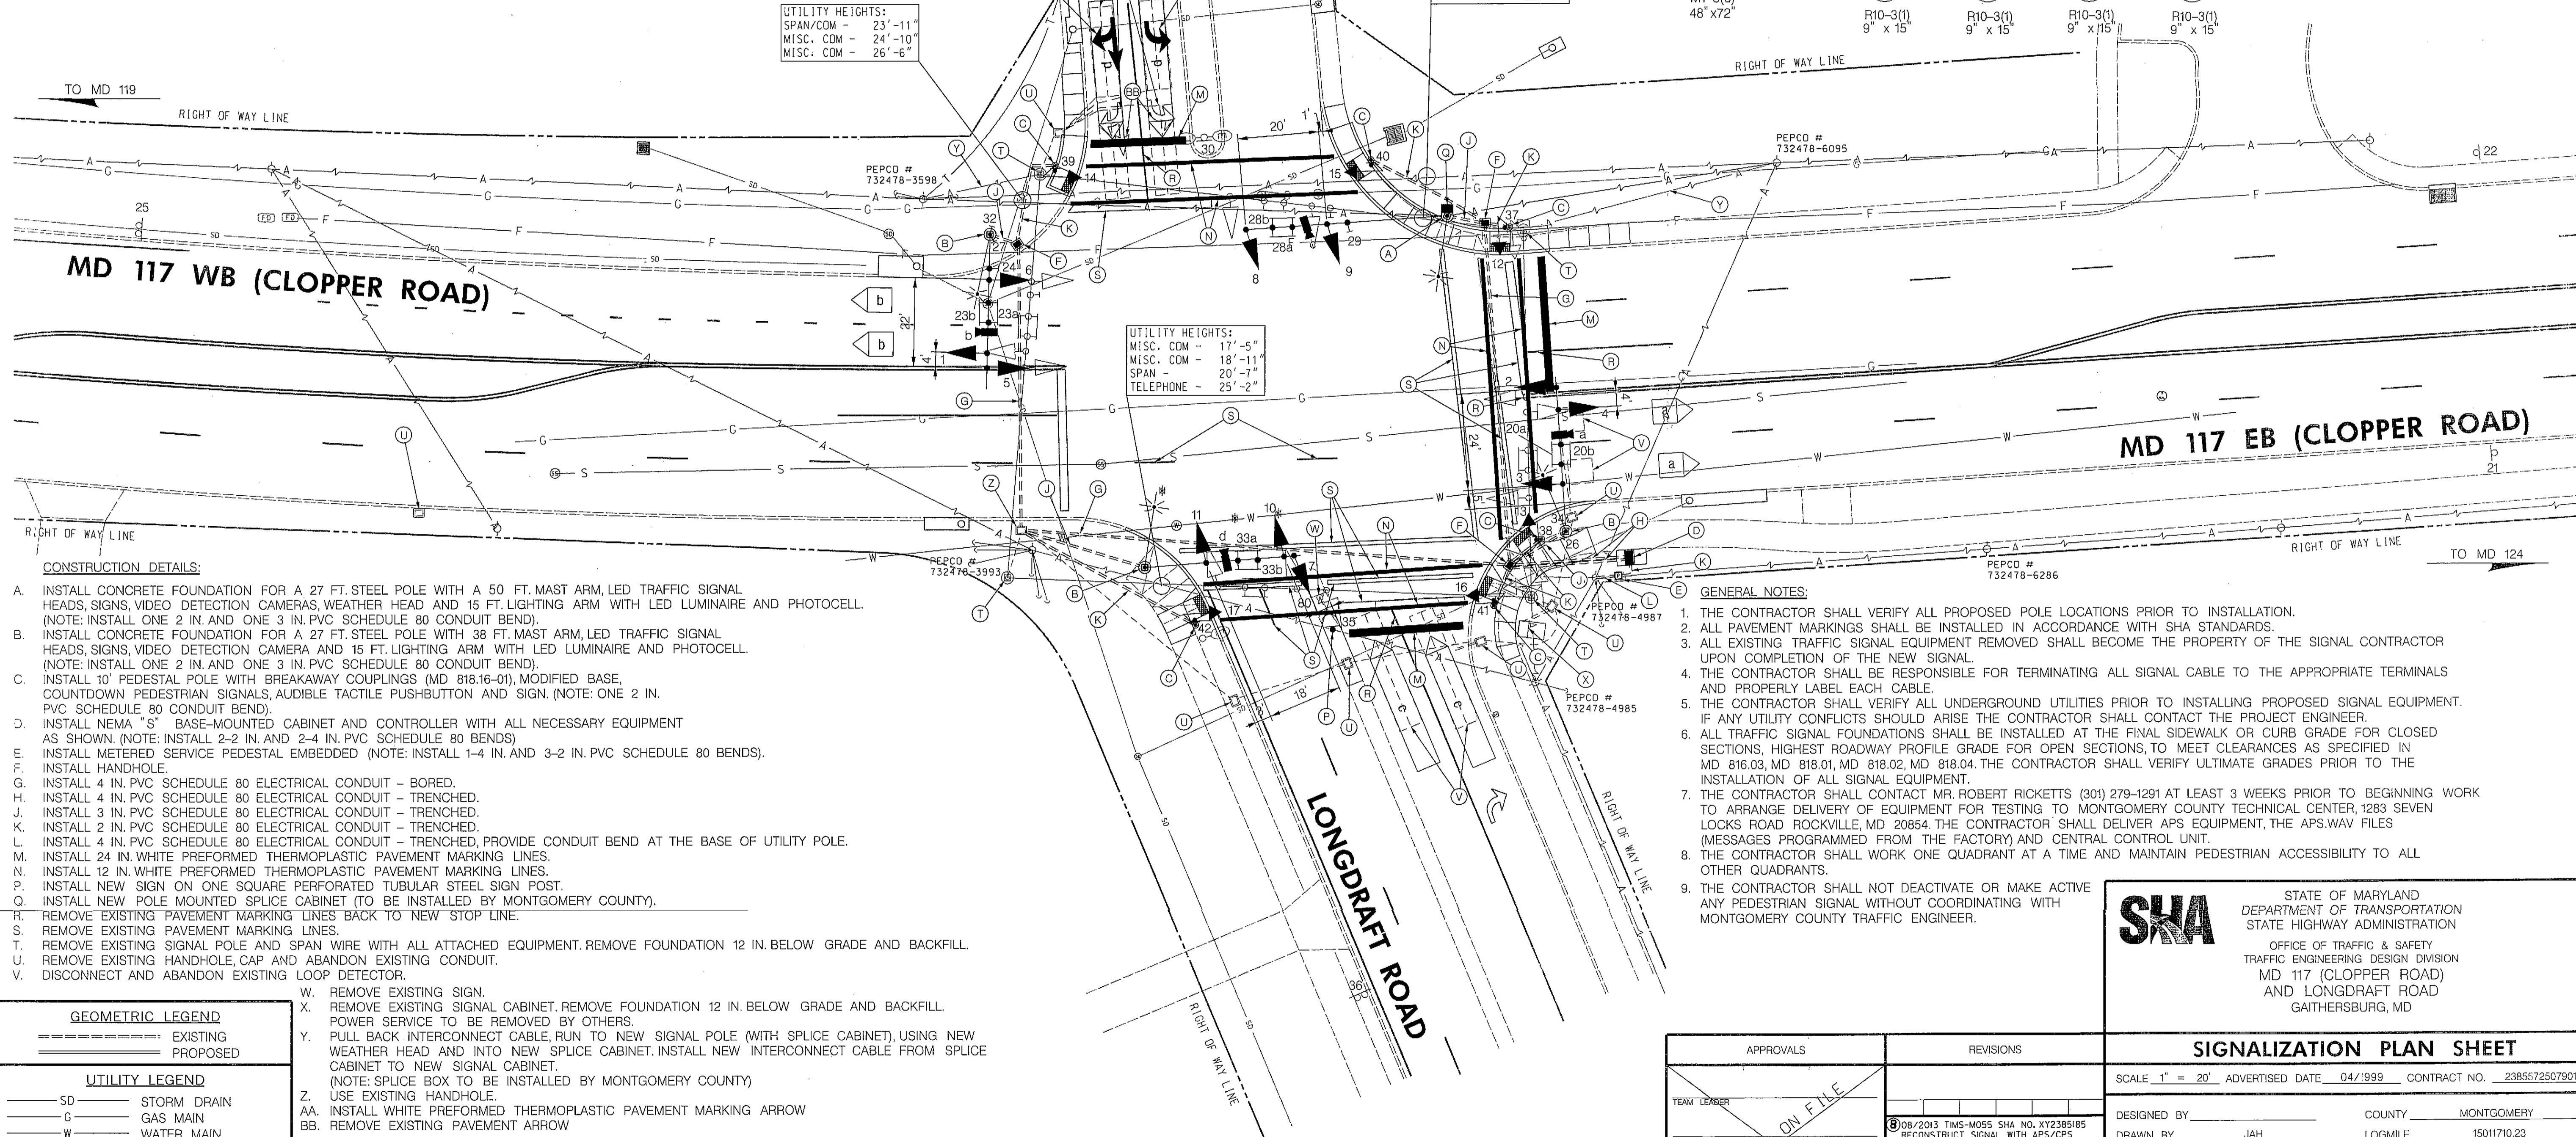 UTILITY HEIGHTS:
SPAN/COM - 23'-11"
MISC. COM - 24'-10"
MISC. COM - 26'-6"
48"x72"
R10-3(1)
9" x 15"
R10-3(1)
9" x 15"
R10-3(1)
9" x 15"
R10-3(1)
9" x 15"
TO MD 119
RIGHT OF WAY LINE
RIGHT OF WAY LINE
PEPCO #
732478-3598
PEPCO #
732478-6095
MD 117 WB (CLOPPER ROAD)
UTILITY HEIGHTS:
MISC. COM - 17'-5"
MISC. COM - 18'-11"
SPAN - 20'-7"
TELEPHONE - 25'-2"
MD 117 EB (CLOPPER ROAD)
RIGHT OF WAY LINE
RIGHT OF WAY LINE
TO MD 124
PEPCO #
732478-3993
PEPCO #
732478-6286
PEPCO #
732478-4987
PEPCO #
732478-4985
LONGDRAFT ROAD
RIGHT OF WAY LINE
RIGHT OF WAY LINE
CONSTRUCTION DETAILS:
A. INSTALL CONCRETE FOUNDATION FOR A 27 FT. STEEL POLE WITH A 50 FT. MAST ARM, LED TRAFFIC SIGNAL
HEADS, SIGNS, VIDEO DETECTION CAMERAS, WEATHER HEAD AND 15 FT. LIGHTING ARM WITH LED LUMINAIRE AND PHOTOCELL.
(NOTE: INSTALL ONE 2 IN. AND ONE 3 IN. PVC SCHEDULE 80 CONDUIT BEND).
B. INSTALL CONCRETE FOUNDATION FOR A 27 FT. STEEL POLE WITH 38 FT. MAST ARM, LED TRAFFIC SIGNAL
HEADS, SIGNS, VIDEO DETECTION CAMERA AND 15 FT. LIGHTING ARM WITH LED LUMINAIRE AND PHOTOCELL.
(NOTE: INSTALL ONE 2 IN. AND ONE 3 IN. PVC SCHEDULE 80 CONDUIT BEND).
C. INSTALL 10' PEDESTAL POLE WITH BREAKAWAY COUPLINGS (MD 818.16-01), MODIFIED BASE,
COUNTDOWN PEDESTRIAN SIGNALS, AUDIBLE TACTILE PUSHBUTTON AND SIGN. (NOTE: ONE 2 IN.
PVC SCHEDULE 80 CONDUIT BEND).
D. INSTALL NEMA "S" BASE-MOUNTED CABINET AND CONTROLLER WITH ALL NECESSARY EQUIPMENT
AS SHOWN. (NOTE: INSTALL 2-2 IN. AND 2-4 IN. PVC SCHEDULE 80 BENDS)
E. INSTALL METERED SERVICE PEDESTAL EMBEDDED (NOTE: INSTALL 1-4 IN. AND 3-2 IN. PVC SCHEDULE 80 BENDS).
F. INSTALL HANDHOLE.
G. INSTALL 4 IN. PVC SCHEDULE 80 ELECTRICAL CONDUIT - BORED.
H. INSTALL 4 IN. PVC SCHEDULE 80 ELECTRICAL CONDUIT - TRENCHED.
J. INSTALL 3 IN. PVC SCHEDULE 80 ELECTRICAL CONDUIT - TRENCHED.
K. INSTALL 2 IN. PVC SCHEDULE 80 ELECTRICAL CONDUIT - TRENCHED.
L. INSTALL 4 IN. PVC SCHEDULE 80 ELECTRICAL CONDUIT - TRENCHED, PROVIDE CONDUIT BEND AT THE BASE OF UTILITY POLE.
M. INSTALL 24 IN. WHITE PREFORMED THERMOPLASTIC PAVEMENT MARKING LINES.
N. INSTALL 12 IN. WHITE PREFORMED THERMOPLASTIC PAVEMENT MARKING LINES.
P. INSTALL NEW SIGN ON ONE SQUARE PERFORATED TUBULAR STEEL SIGN POST.
Q. INSTALL NEW POLE MOUNTED SPLICE CABINET (TO BE INSTALLED BY MONTGOMERY COUNTY).
R. REMOVE EXISTING PAVEMENT MARKING LINES BACK TO NEW STOP LINE.
S. REMOVE EXISTING PAVEMENT MARKING LINES.
T. REMOVE EXISTING SIGNAL POLE AND SPAN WIRE WITH ALL ATTACHED EQUIPMENT. REMOVE FOUNDATION 12 IN. BELOW GRADE AND BACKFILL.
U. REMOVE EXISTING HANDHOLE, CAP AND ABANDON EXISTING CONDUIT.
V. DISCONNECT AND ABANDON EXISTING LOOP DETECTOR.
W. REMOVE EXISTING SIGN.
X. REMOVE EXISTING SIGNAL CABINET. REMOVE FOUNDATION 12 IN. BELOW GRADE AND BACKFILL.
POWER SERVICE TO BE REMOVED BY OTHERS.
Y. PULL BACK INTERCONNECT CABLE, RUN TO NEW SIGNAL POLE (WITH SPLICE CABINET), USING NEW
WEATHER HEAD AND INTO NEW SPLICE CABINET. INSTALL NEW INTERCONNECT CABLE FROM SPLICE
CABINET TO NEW SIGNAL CABINET.
(NOTE: SPLICE BOX TO BE INSTALLED BY MONTGOMERY COUNTY)
Z. USE EXISTING HANDHOLE.
AA. INSTALL WHITE PREFORMED THERMOPLASTIC PAVEMENT MARKING ARROW
BB. REMOVE EXISTING PAVEMENT ARROW
GEOMETRIC LEGEND
EXISTING
PROPOSED
UTILITY LEGEND
SD STORM DRAIN
G GAS MAIN
W WATER MAIN
GENERAL NOTES:
1. THE CONTRACTOR SHALL VERIFY ALL PROPOSED POLE LOCATIONS PRIOR TO INSTALLATION.
2. ALL PAVEMENT MARKINGS SHALL BE INSTALLED IN ACCORDANCE WITH SHA STANDARDS.
3. ALL EXISTING TRAFFIC SIGNAL EQUIPMENT REMOVED SHALL BECOME THE PROPERTY OF THE SIGNAL CONTRACTOR
UPON COMPLETION OF THE NEW SIGNAL.
4. THE CONTRACTOR SHALL BE RESPONSIBLE FOR TERMINATING ALL SIGNAL CABLE TO THE APPROPRIATE TERMINALS
AND PROPERLY LABEL EACH CABLE.
5. THE CONTRACTOR SHALL VERIFY ALL UNDERGROUND UTILITIES PRIOR TO INSTALLING PROPOSED SIGNAL EQUIPMENT.
IF ANY UTILITY CONFLICTS SHOULD ARISE THE CONTRACTOR SHALL CONTACT THE PROJECT ENGINEER.
6. ALL TRAFFIC SIGNAL FOUNDATIONS SHALL BE INSTALLED AT THE FINAL SIDEWALK OR CURB GRADE FOR CLOSED
SECTIONS, HIGHEST ROADWAY PROFILE GRADE FOR OPEN SECTIONS, TO MEET CLEARANCES AS SPECIFIED IN
MD 816.03, MD 818.01, MD 818.02, MD 818.04. THE CONTRACTOR SHALL VERIFY ULTIMATE GRADES PRIOR TO THE
INSTALLATION OF ALL SIGNAL EQUIPMENT.
7. THE CONTRACTOR SHALL CONTACT MR. ROBERT RICKETTS (301) 279-1291 AT LEAST 3 WEEKS PRIOR TO BEGINNING WORK
TO ARRANGE DELIVERY OF EQUIPMENT FOR TESTING TO MONTGOMERY COUNTY TECHNICAL CENTER, 1283 SEVEN
LOCKS ROAD ROCKVILLE, MD 20854. THE CONTRACTOR SHALL DELIVER APS EQUIPMENT, THE APS.WAV FILES
(MESSAGES PROGRAMMED FROM THE FACTORY) AND CENTRAL CONTROL UNIT.
8. THE CONTRACTOR SHALL WORK ONE QUADRANT AT A TIME AND MAINTAIN PEDESTRIAN ACCESSIBILITY TO ALL
OTHER QUADRANTS.
9. THE CONTRACTOR SHALL NOT DEACTIVATE OR MAKE ACTIVE
ANY PEDESTRIAN SIGNAL WITHOUT COORDINATING WITH
MONTGOMERY COUNTY TRAFFIC ENGINEER.
SHA
STATE OF MARYLAND
DEPARTMENT OF TRANSPORTATION
STATE HIGHWAY ADMINISTRATION
OFFICE OF TRAFFIC & SAFETY
TRAFFIC ENGINEERING DESIGN DIVISION
MD 117 (CLOPPER ROAD)
AND LONGDRAFT ROAD
GAITHERSBURG, MD
APPROVALS
REVISIONS
TEAM LEADER
ON FILE
8 08/2013 TIMS-M055 SHA NO. XY2385185
RECONSTRUCT SIGNAL WITH APS/CPS
SIGNALIZATION PLAN SHEET
SCALE 1" = 20' ADVERTISED DATE 04/1999 CONTRACT NO. 2385572507901
DESIGNED BY
COUNTY MONTGOMERY
DRAWN BY JAH
LOGMILE 15011710.23